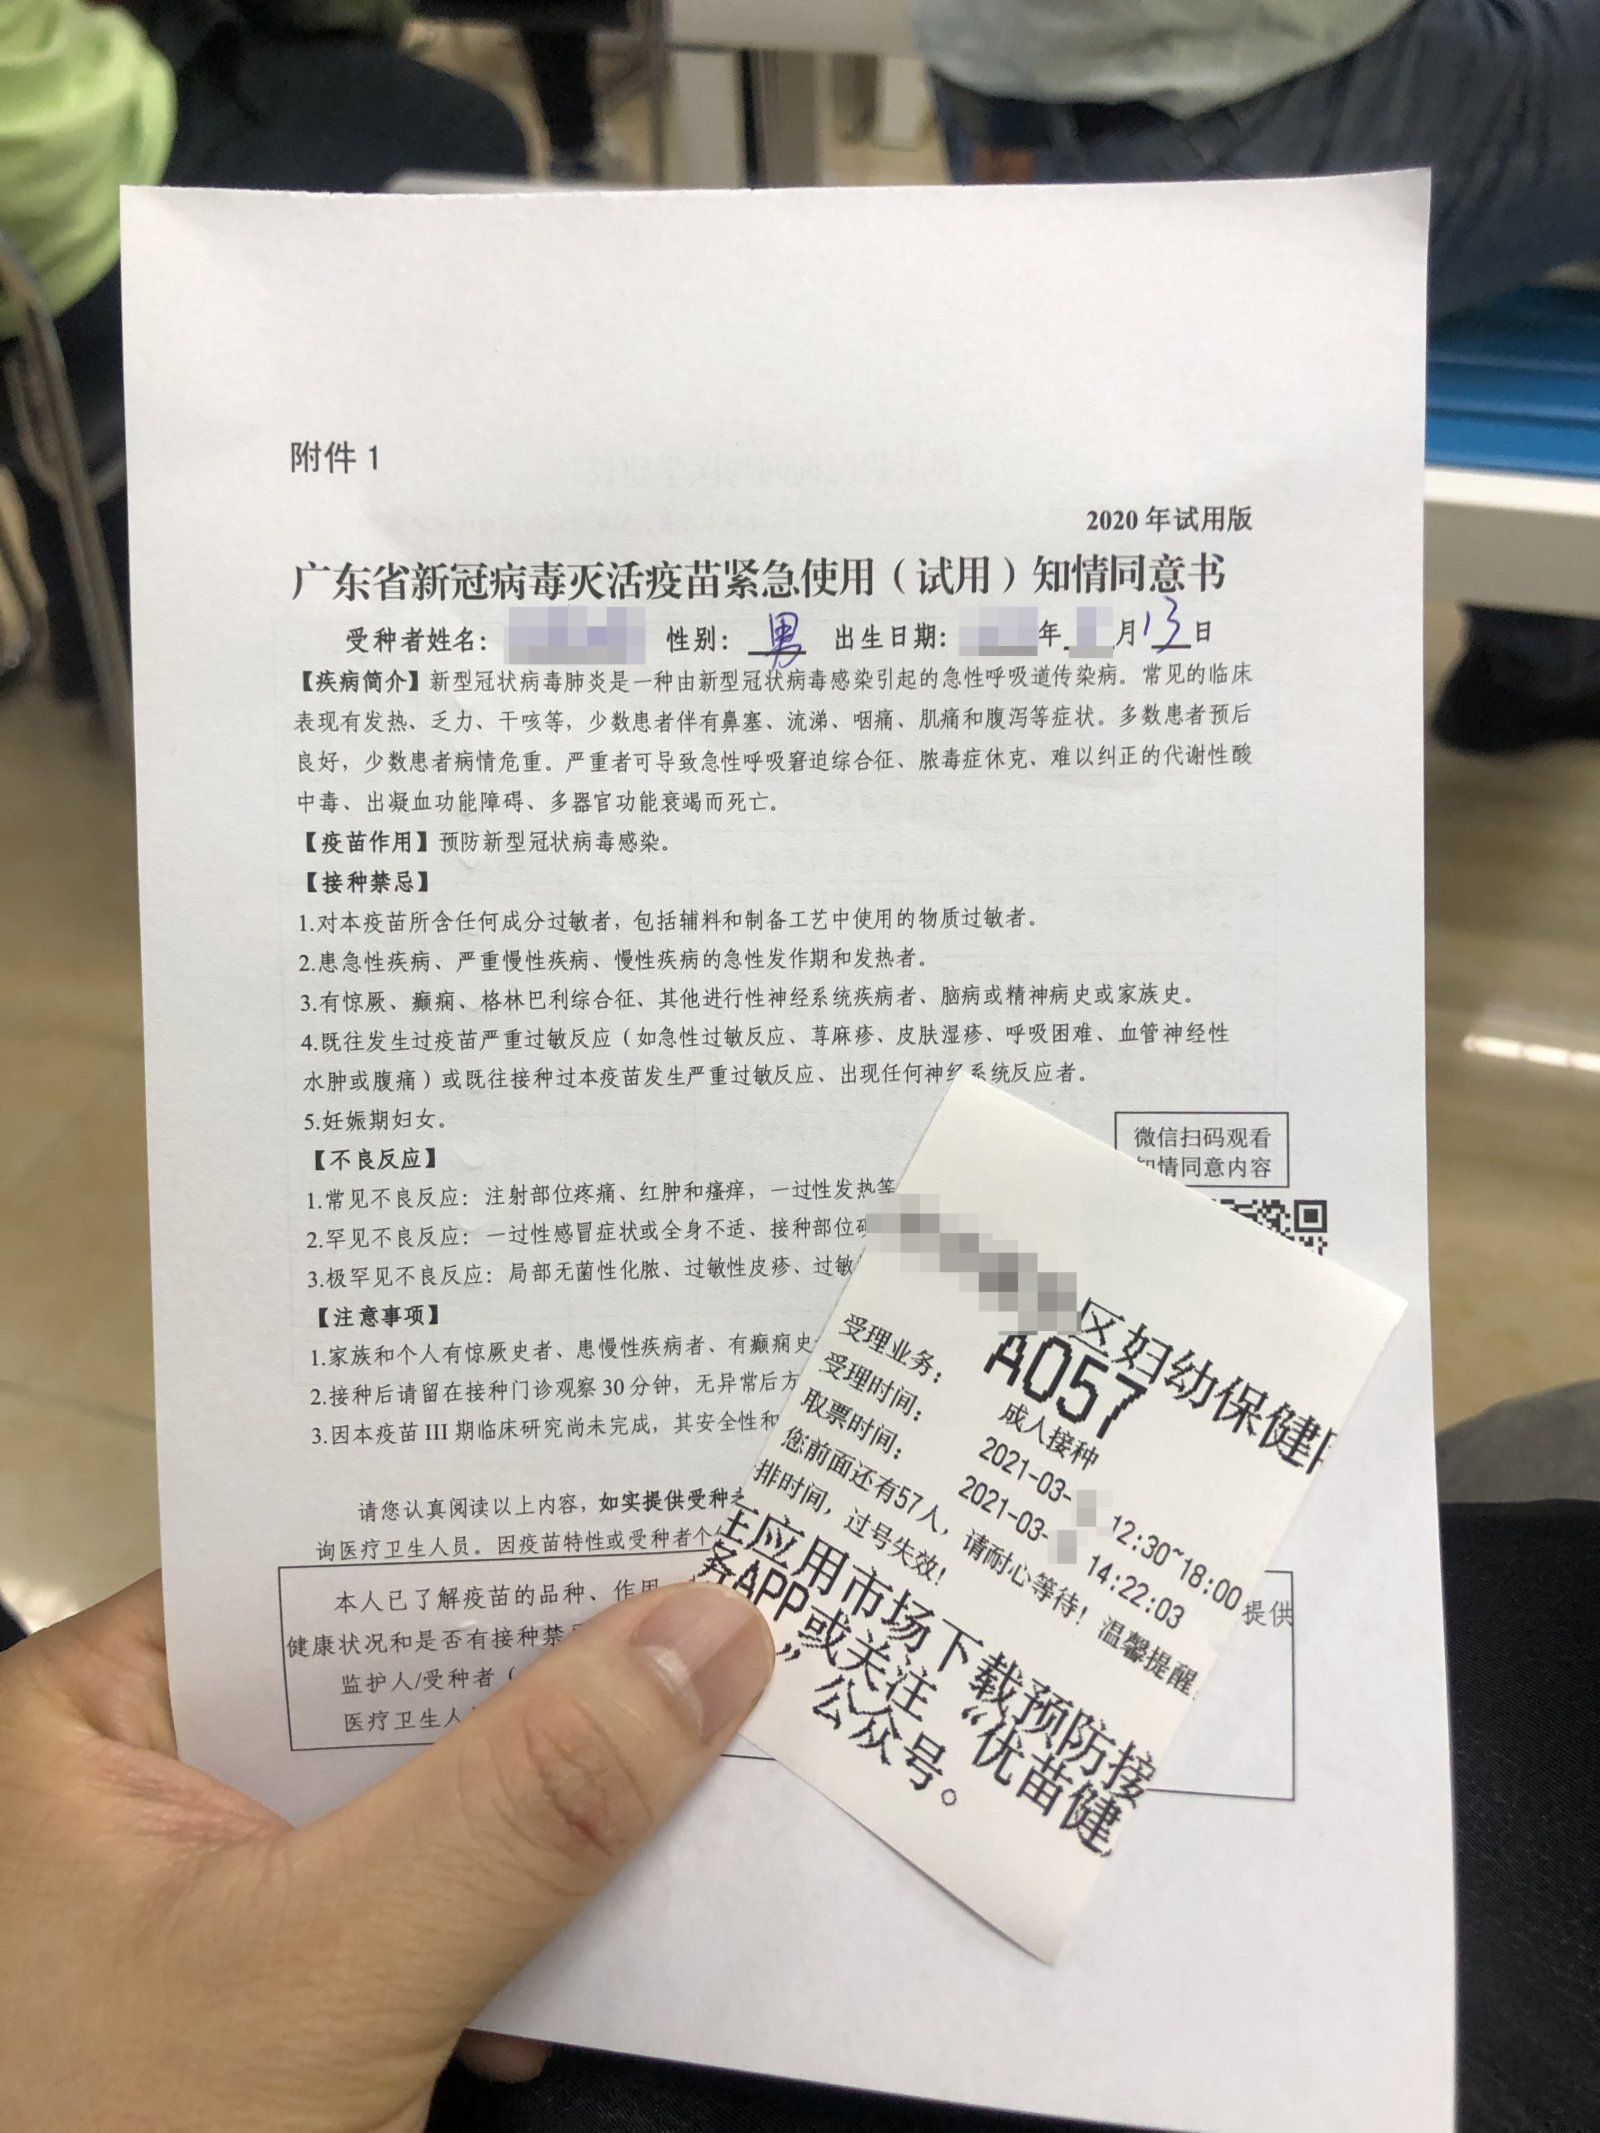 附件 1
2020 年试用版
广东省新冠病毒灭活疫苗紧急使用（试用）知情同意书
受种者姓名： 性别： 男 出生日期： 年 月 13 日
【疾病简介】新型冠状病毒肺炎是一种由新型冠状病毒感染引起的急性呼吸道传染病。常见的临床
表现有发热、乏力、干咳等，少数患者伴有鼻塞、流涕、咽痛、肌痛和腹泻等症状。多数患者预后
良好，少数患者病情危重。严重者可导致急性呼吸窘迫综合征、脓毒症休克、难以纠正的代谢性酸
中毒、出凝血功能障碍、多器官功能衰竭而死亡。
【疫苗作用】预防新型冠状病毒感染。
【接种禁忌】
1.对本疫苗所含任何成分过敏者，包括辅料和制备工艺中使用的物质过敏者。
2.患急性疾病、严重慢性疾病、慢性疾病的急性发作期和发热者。
3.有惊厥、癫痫、格林巴利综合征、其他进行性神经系统疾病者、脑病或精神病史或家族史。
4.既往发生过疫苗严重过敏反应（如急性过敏反应、荨麻疹、皮肤湿疹、呼吸困难、血管神经性
水肿或腹痛）或既往接种过本疫苗发生严重过敏反应、出现任何神经系统反应者。
5.妊娠期妇女。
微信扫码观看
知情同意内容
【不良反应】
1.常见不良反应：注射部位疼痛、红肿和瘙痒，一过性发热等
2.罕见不良反应：一过性感冒症状或全身不适、接种部位
3.极罕见不良反应：局部无菌性化脓、过敏性皮疹、过敏
【注意事项】
1.家族和个人有惊厥史者、患慢性疾病者、有癫痫史
2.接种后请留在接种门诊观察 30 分钟，无异常后方
3.因本疫苗 III 期临床研究尚未完成，其安全性和
请您认真阅读以上内容，如实提供受种
询医疗卫生人员。因疫苗特性或受种者个
本人已了解疫苗的品种、作用、 提供
健康状况和是否有接种禁
监护人/受种者（
医疗卫生人
区妇幼保健
A057
受理业务： 成人接种
受理时间： 2021-03- 12:30~18:00
取票时间： 2021-03- 14:22:03
您前面还有57人，请耐心等待！温馨提醒
排时间，过号失效！
应用市场下载预防接
务APP或关注“优苗健
”公众号。